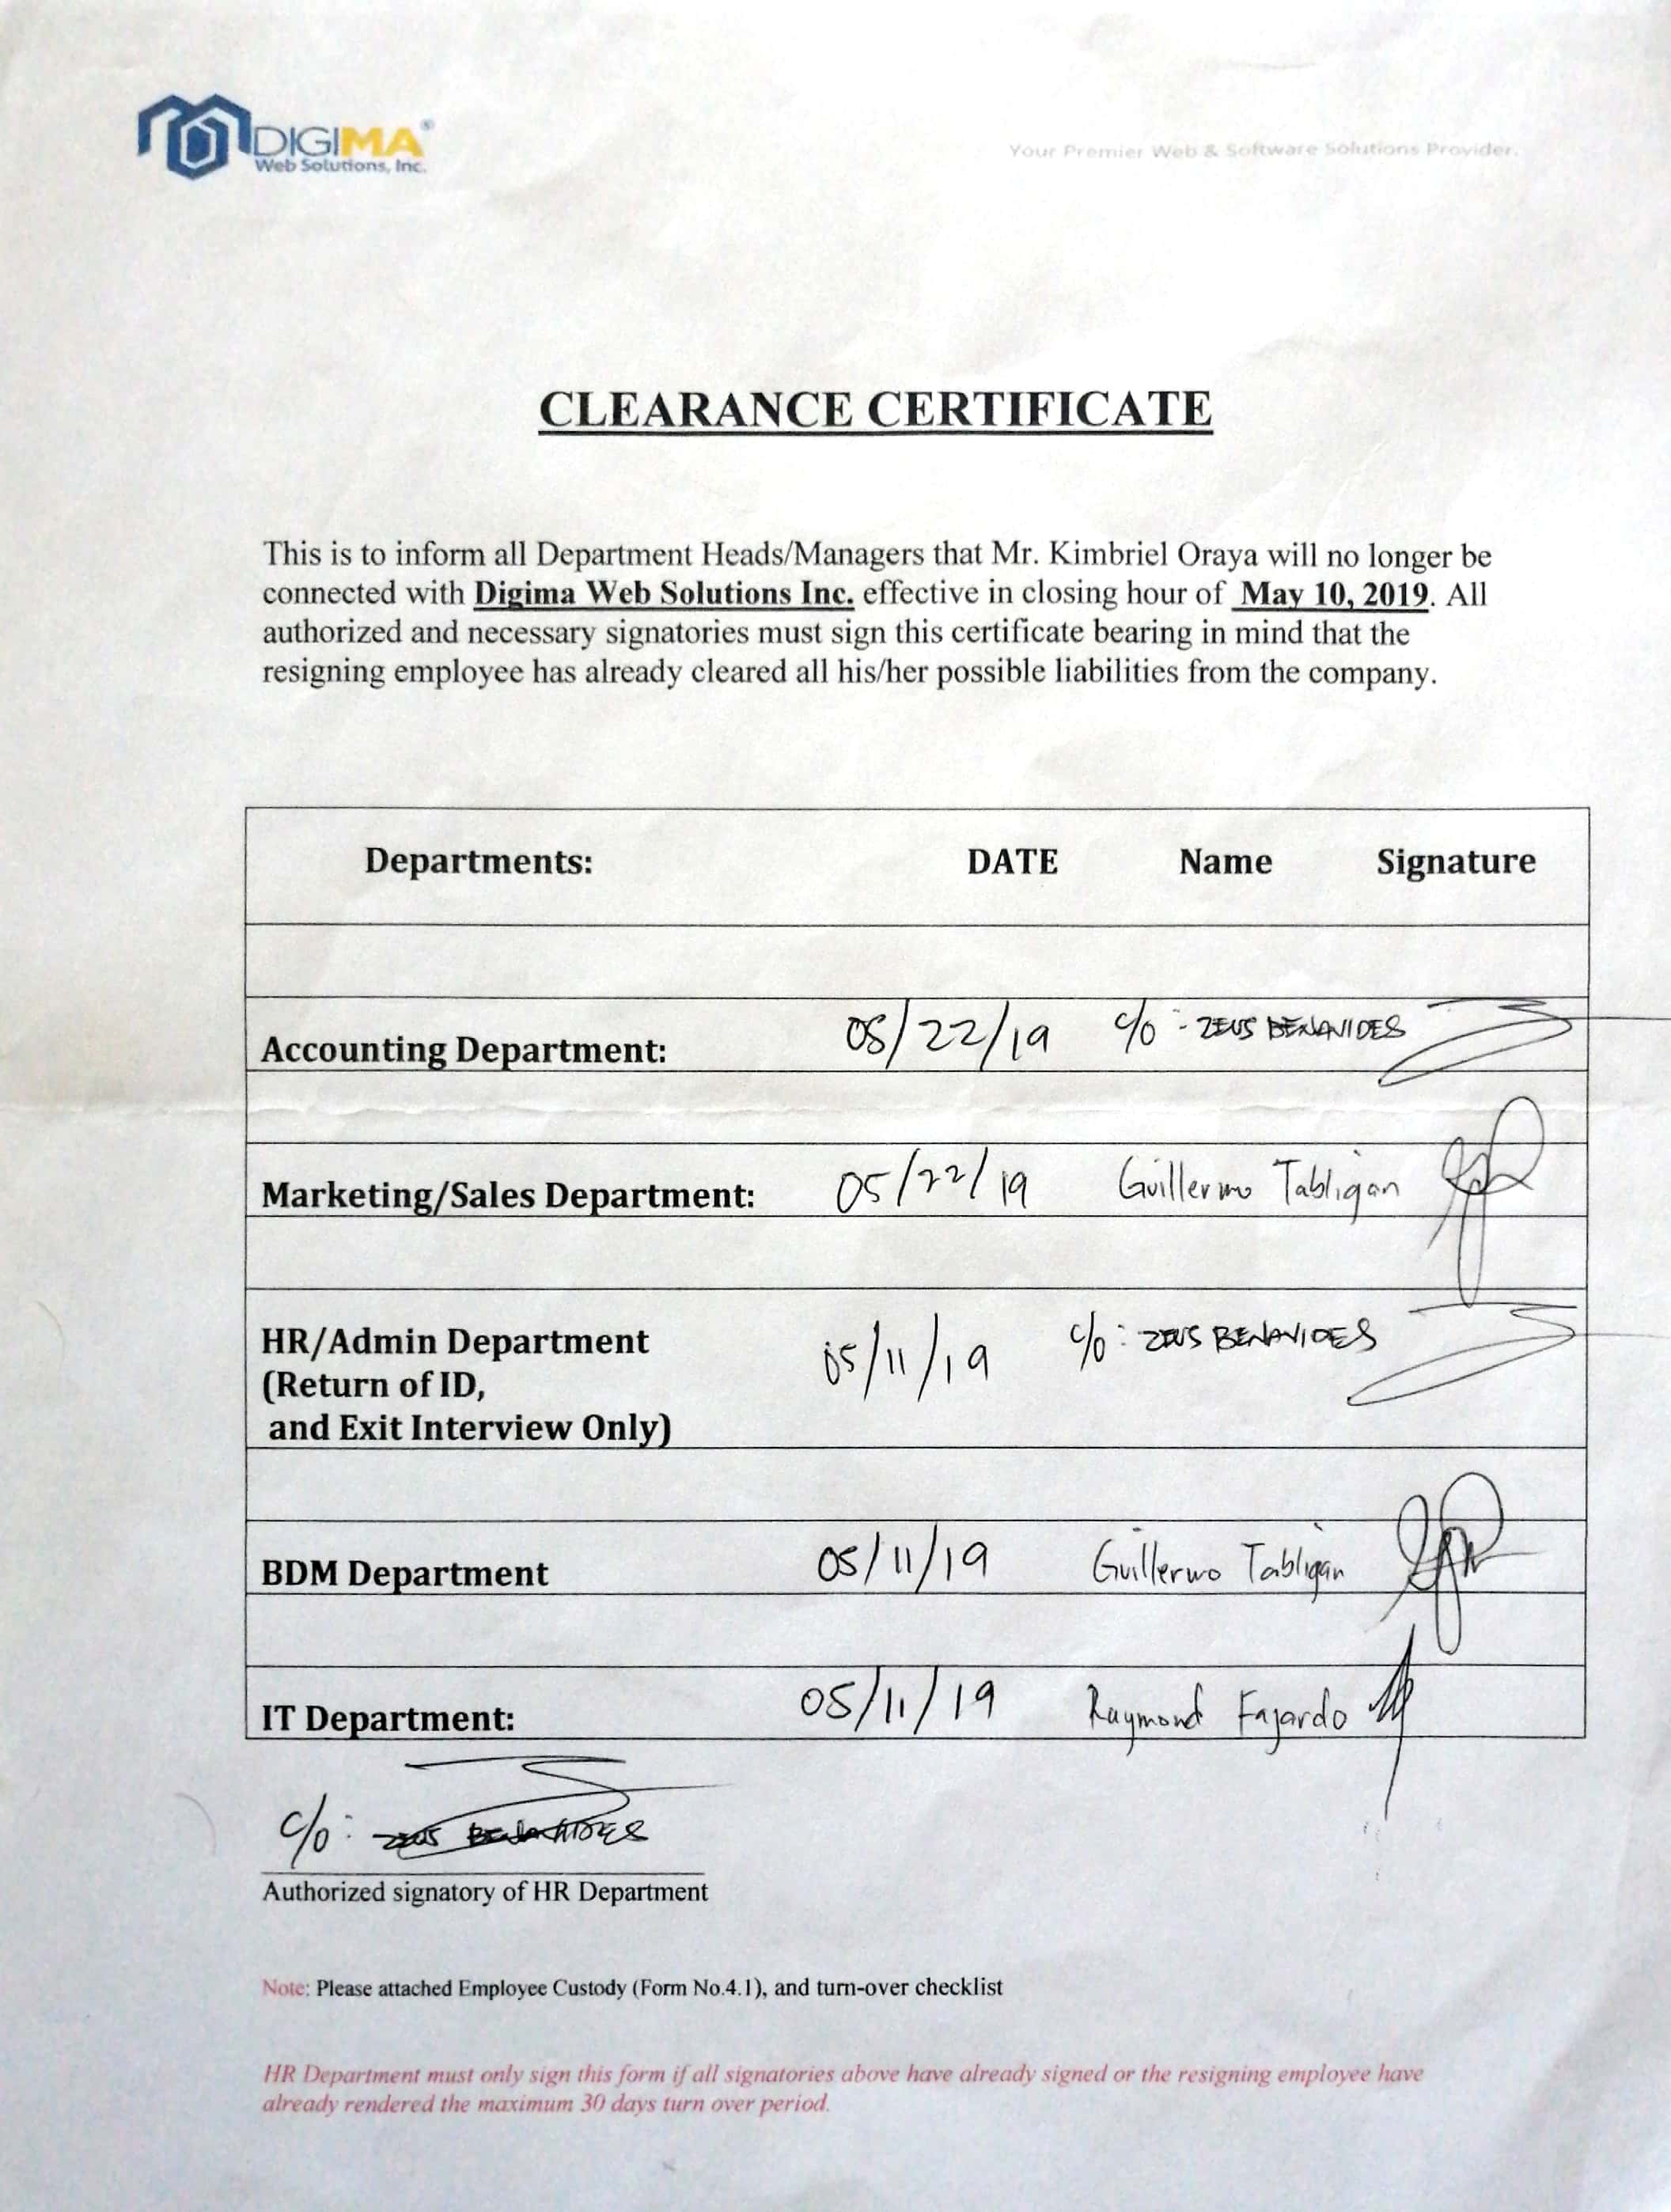 DIGIMA®
Web Solutions, Inc.
Your Premier Web & Software Solutions Provider.
CLEARANCE CERTIFICATE
This is to inform all Department Heads/Managers that Mr. Kimbriel Oraya will no longer be
connected with Digima Web Solutions Inc. effective in closing hour of May 10, 2019. All
authorized and necessary signatories must sign this certificate bearing in mind that the
resigning employee has already cleared all his/her possible liabilities from the company.
Departments: DATE Name Signature
Accounting Department: 05/22/19 c/o: ZEUS BENAVIDES
Marketing/Sales Department: 05/22/19 Guillermo Tabligan
HR/Admin Department 05/11/19 c/o: ZEUS BENAVIDES
(Return of ID,
and Exit Interview Only)
BDM Department 05/11/19 Guillermo Tabligan
IT Department: 05/11/19 Raymond Fajardo
c/o: ZEUS BENAVIDES
Authorized signatory of HR Department
Note: Please attached Employee Custody (Form No.4.1), and turn-over checklist
HR Department must only sign this form if all signatories above have already signed or the resigning employee have
already rendered the maximum 30 days turn over period.